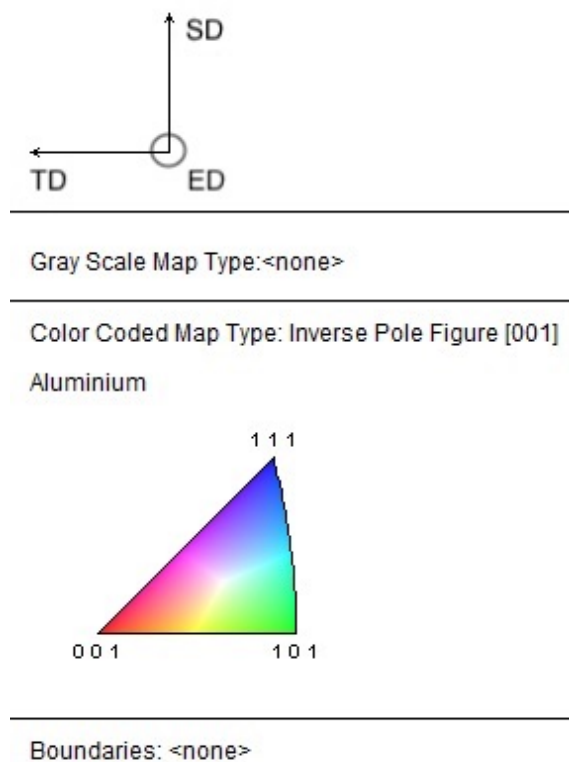 SD
TD
ED
Gray Scale Map Type:<none>
Color Coded Map Type: Inverse Pole Figure [001]
Aluminium
1 1 1
0 0 1
1 0 1
Boundaries: <none>